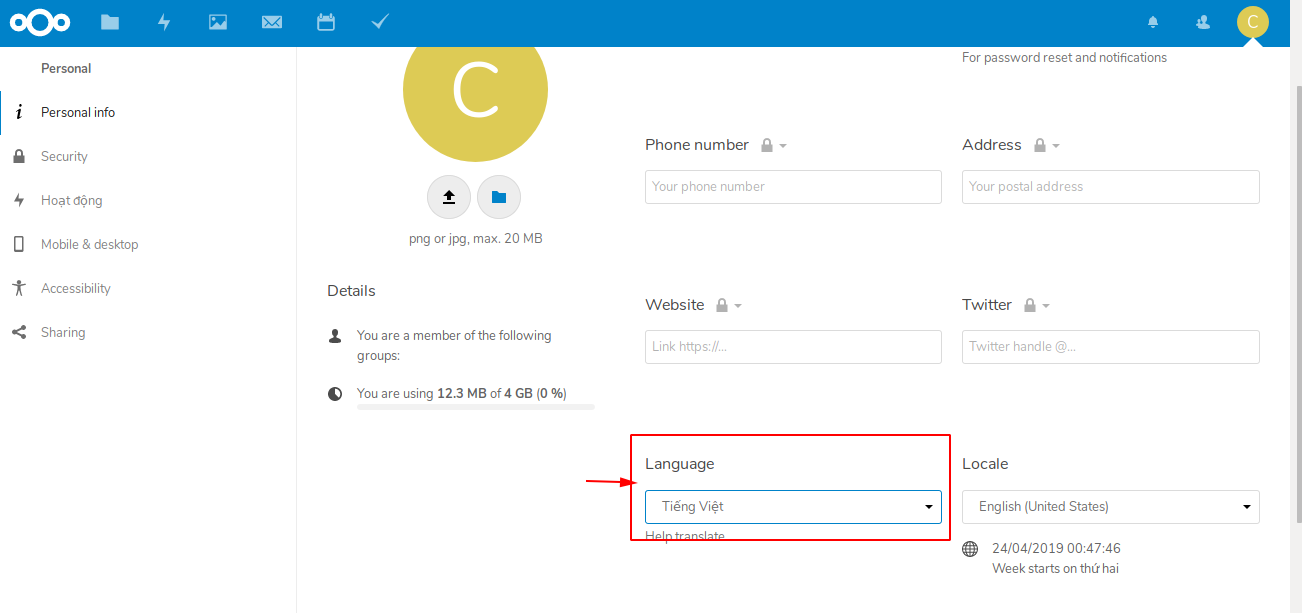 C
Personal
Personal info
Security
Hoạt động
Mobile & desktop
Accessibility
Sharing
C
png or jpg, max. 20 MB
Details
You are a member of the following
groups:
You are using 12.3 MB of 4 GB (0 %)
For password reset and notifications
Phone number
Your phone number
Address
Your postal address
Website
Link https://...
Twitter
Twitter handle @...
Language
Tiếng Việt
Help translate
Locale
English (United States)
24/04/2019 00:47:46
Week starts on thứ hai